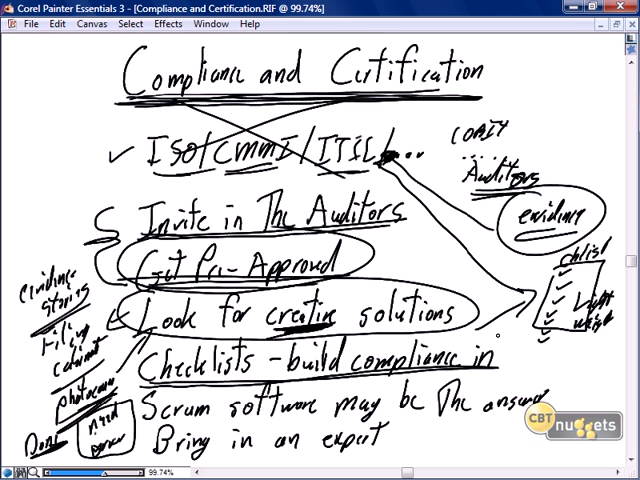 Corel Painter Essentials 3 - [Compliance and Certification.RIF @ 99.74%]
File Edit Canvas Select Effects Window Help
Compliance and Certification
ISO/CMMI/ITIL/...
COBIT
....
Auditors
evidence
Invite in The Auditors
Get Pre-Approved
Look for creative solutions
Checklists - build compliance in
Scrum software may be The answer
Bring in an expert
chlist
Light
weight
evidence
stories
Filing
cabinet
photocopy
Done
need
CBT
nuggets
99.74%